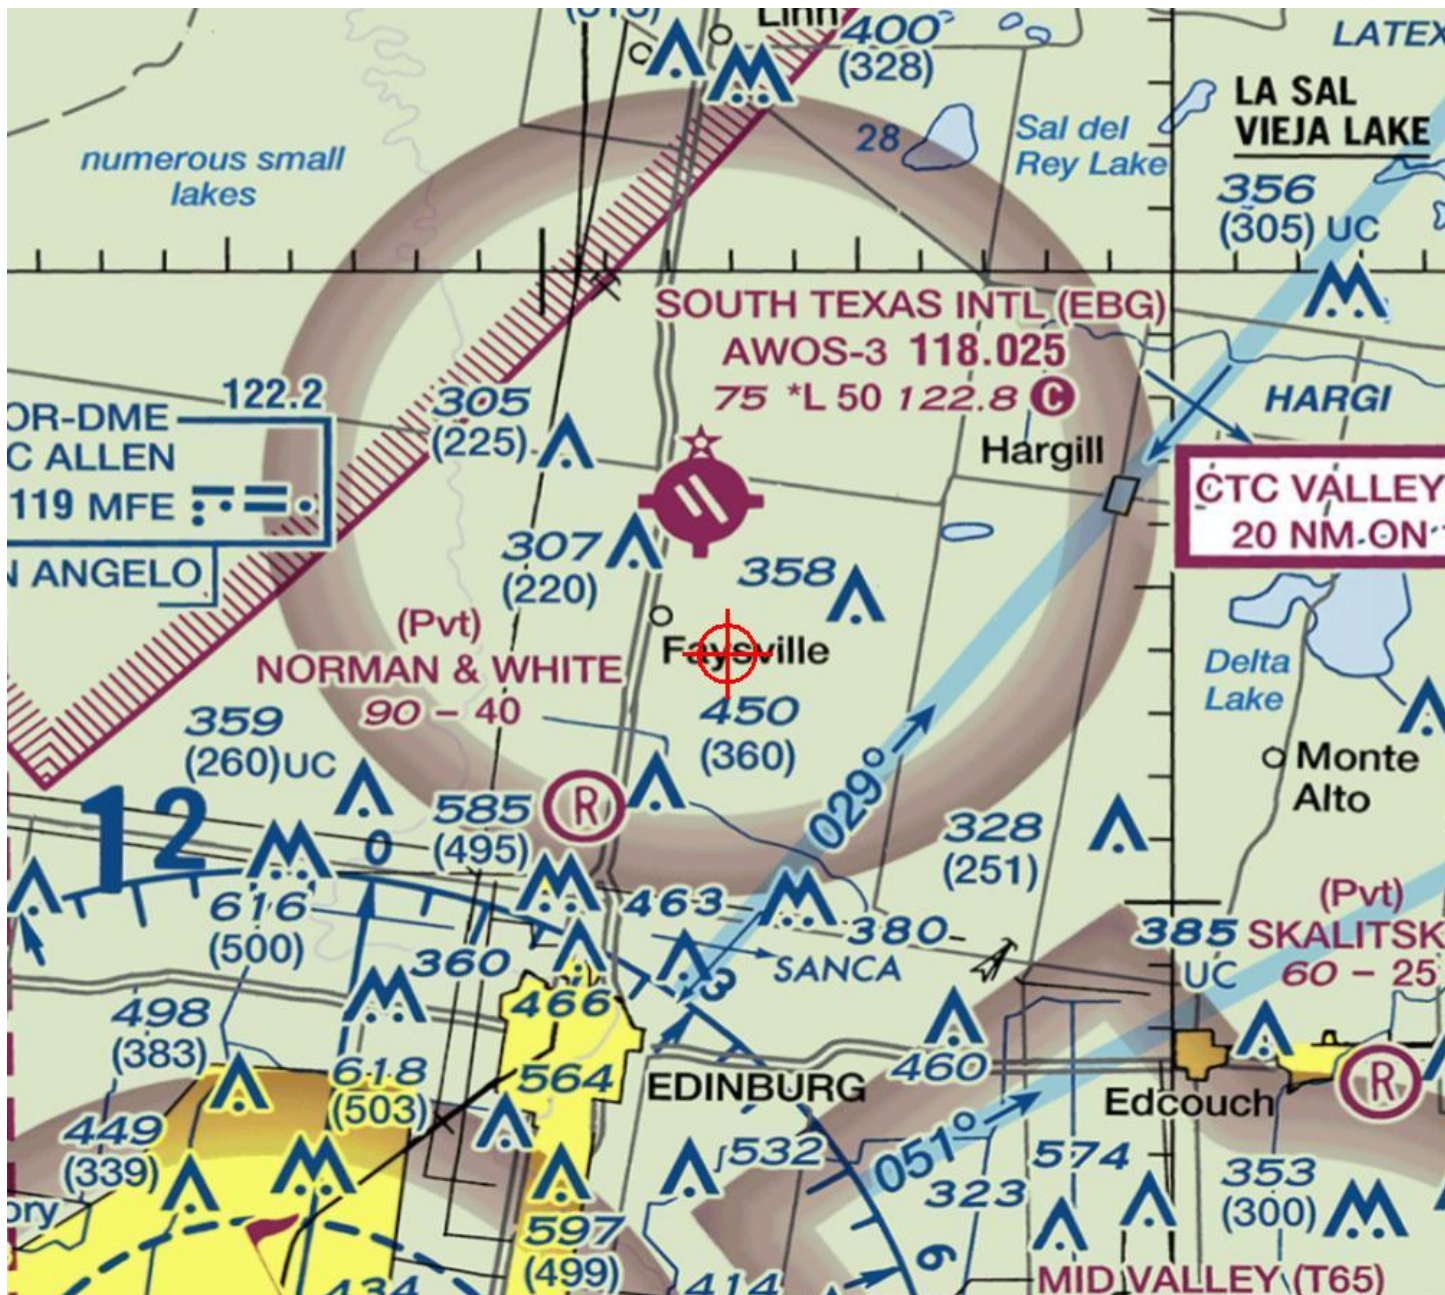 Linn
400
(328)
LATEX
LA SAL
VIEJA LAKE
28
Sal del
Rey Lake
numerous small
lakes
356
(305) UC
SOUTH TEXAS INTL (EBG)
AWOS-3 118.025
75 *L 50 122.8 C
122.2
OR-DME
C ALLEN
119 MFE
N ANGELO
305
(225)
HARGI
Hargill
CTC VALLEY
20 NM ON
307
(220)
358
(Pvt)
NORMAN & WHITE
90 - 40
Faysville
Delta
Lake
359
(260)UC
450
(360)
Monte
Alto
12
0
585
(495)
R
029°
328
(251)
616
(500)
463
380
(Pvt)
385
UC
SKALITSK
60 - 25
360
SANCA
3
498
(383)
466
618
(503)
564
EDINBURG
460
Edcouch
R
449
(339)
532
051°
574
323
353
(300)
ory
597
(499)
6
434
414
MID VALLEY (T65)